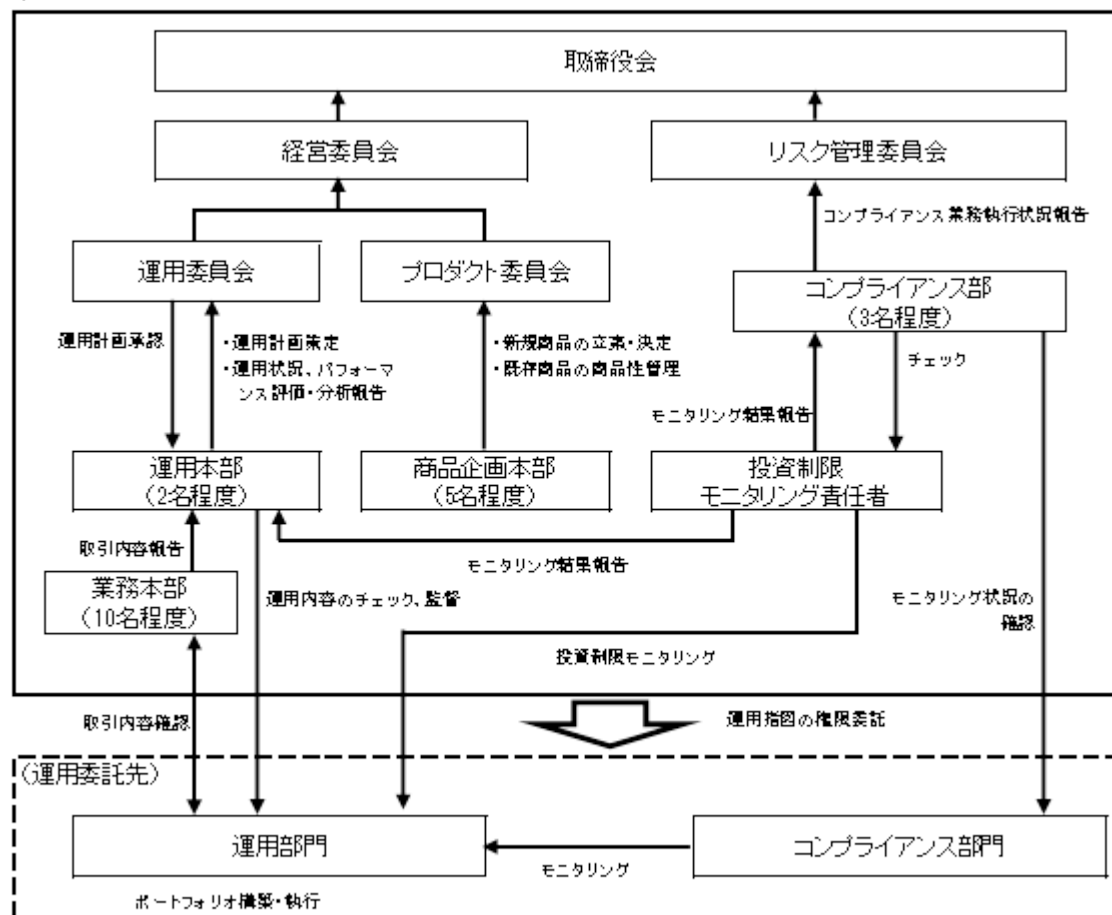 取締役会
経営委員会
リスク管理委員会
コンプライアンス業務執行状況報告
運用委員会
プロダクト委員会
コンプライアンス部
(3名程度)
運用計画承認
・運用計画策定
・運用状況、パフォーマ
ンス評価・分析報告
・新規商品の立案・決定
・既存商品の商品性管理
チェック
モニタリング結果報告
運用本部
(2名程度)
商品企画本部
(5名程度)
投資制限
モニタリング責任者
取引内容報告
モニタリング結果報告
業務本部
(10名程度)
運用内容のチェック、監督
モニタリング状況の
確認
投資制限モニタリング
取引内容確認
運用指図の権限委託
(運用委託先)
運用部門
コンプライアンス部門
モニタリング
ポートフォリオ構築・執行